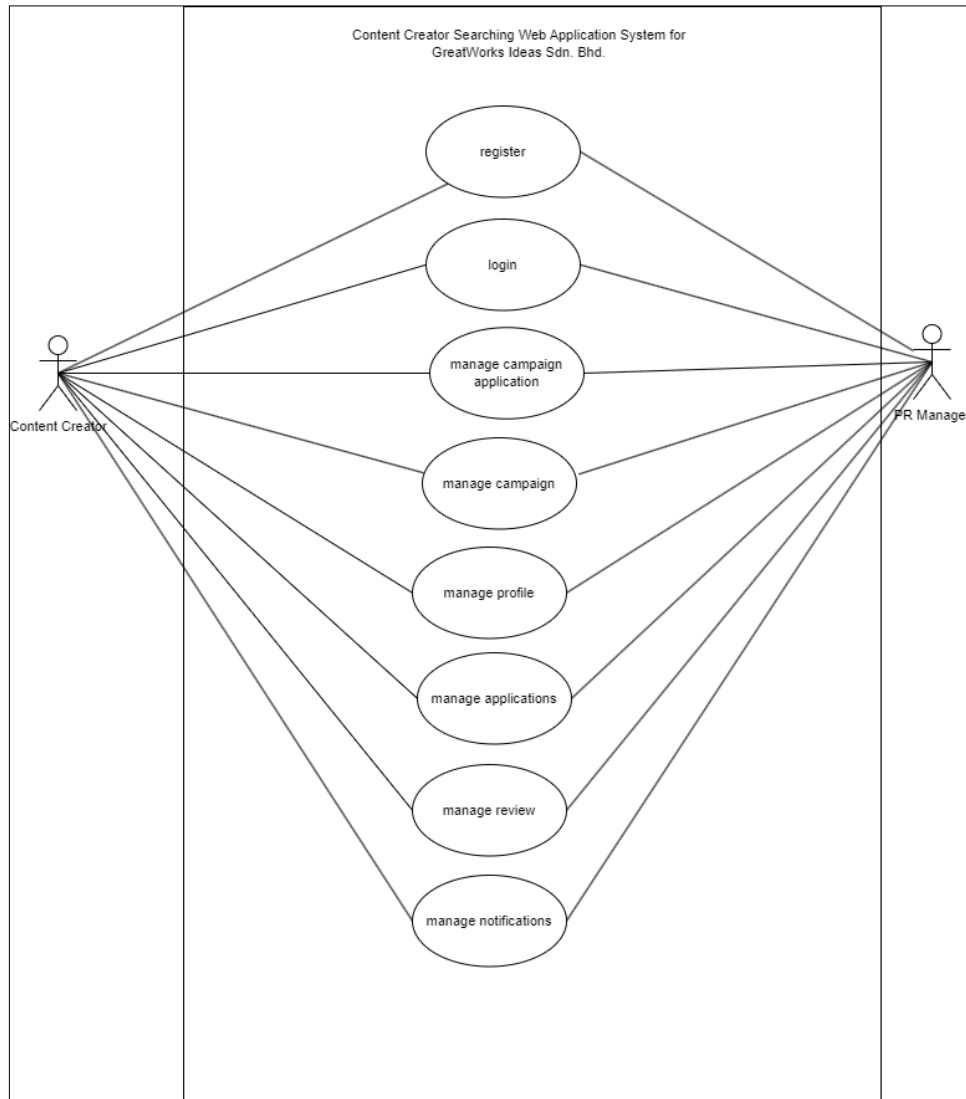 Content Creator Searching Web Application System for
GreatWorks Ideas Sdn. Bhd.
register
login
manage campaign
application
Content Creator
PR Manage
manage campaign
manage profile
manage applications
manage review
manage notifications